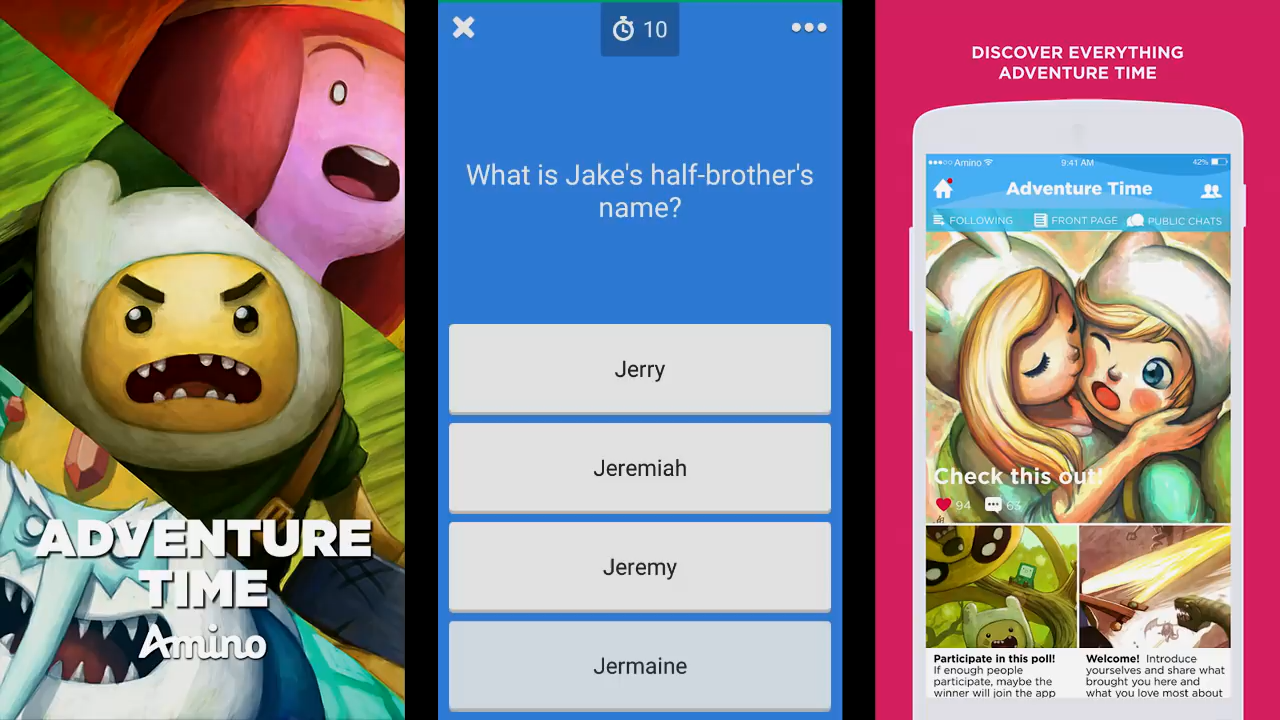 ADVENTURE
TIME
Amino
10
What is Jake's half-brother's
name?
Jerry
Jeremiah
Jeremy
Jermaine
DISCOVER EVERYTHING
ADVENTURE TIME
Amino
9:41 AM
42%
Adventure Time
FOLLOWING
FRONT PAGE
PUBLIC CHATS
Check this out!
94
63
Participate in this poll!
If enough people
participate, maybe the
winner will join the app
Welcome! Introduce
yourselves and share what
brought you here and
what you love most about